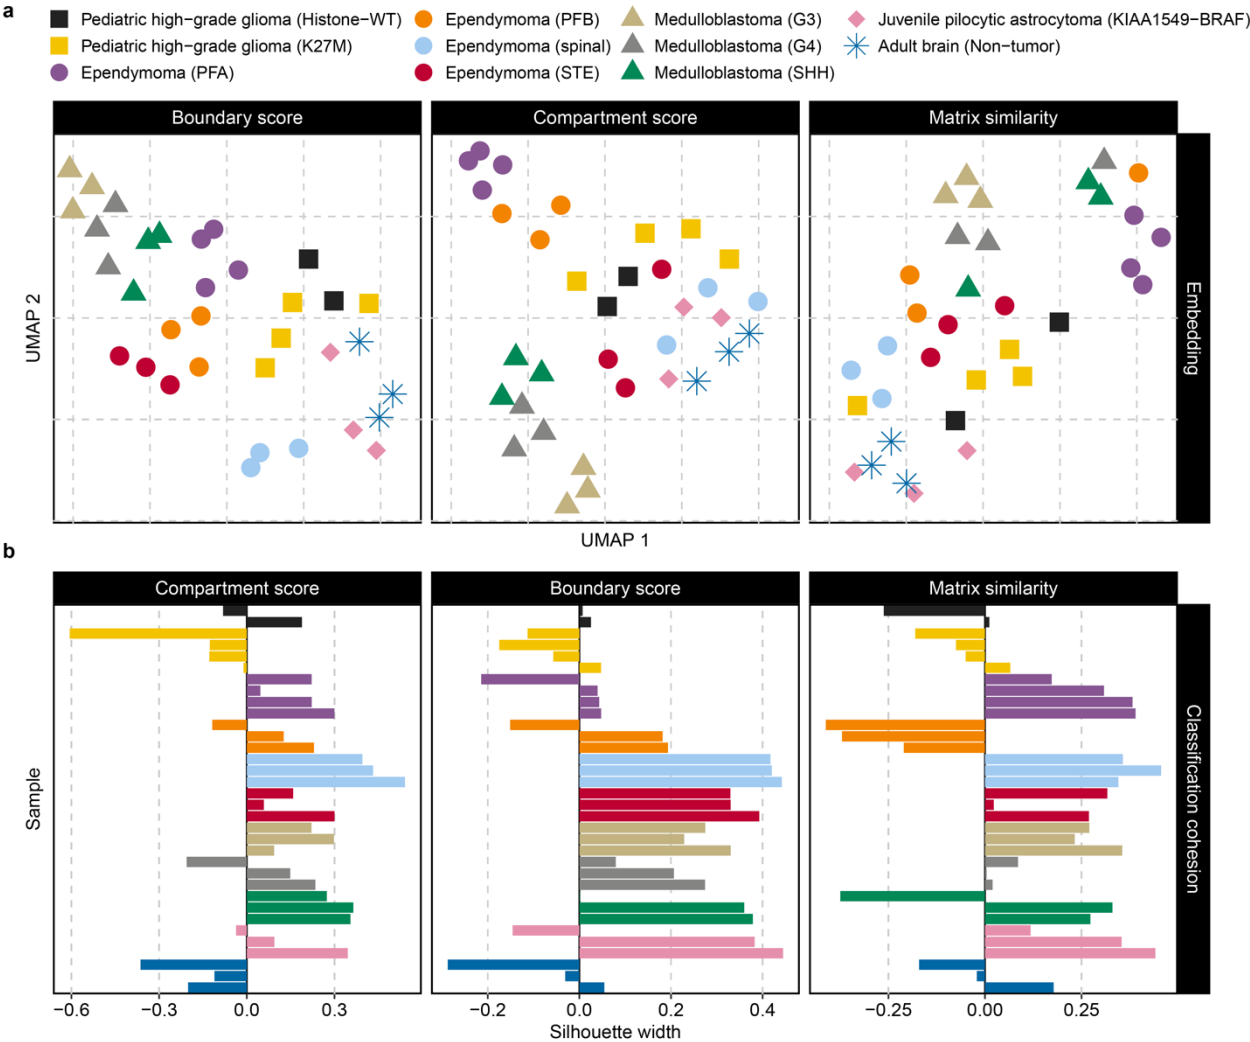 a
Pediatric high−grade glioma (Histone−WT)
Pediatric high−grade glioma (K27M)
Ependymoma (PFA)
Ependymoma (PFB)
Ependymoma (spinal)
Ependymoma (STE)
Medulloblastoma (G3)
Medulloblastoma (G4)
Medulloblastoma (SHH)
Juvenile pilocytic astrocytoma (KIAA1549−BRAF)
Adult brain (Non−tumor)
Boundary score
Compartment score
Matrix similarity
UMAP 2
Embedding
UMAP 1
b
Compartment score
Boundary score
Matrix similarity
Sample
Classification cohesion
−0.6
−0.3
0.0
0.3
−0.2
0.0
0.2
0.4
−0.25
0.00
0.25
Silhouette width